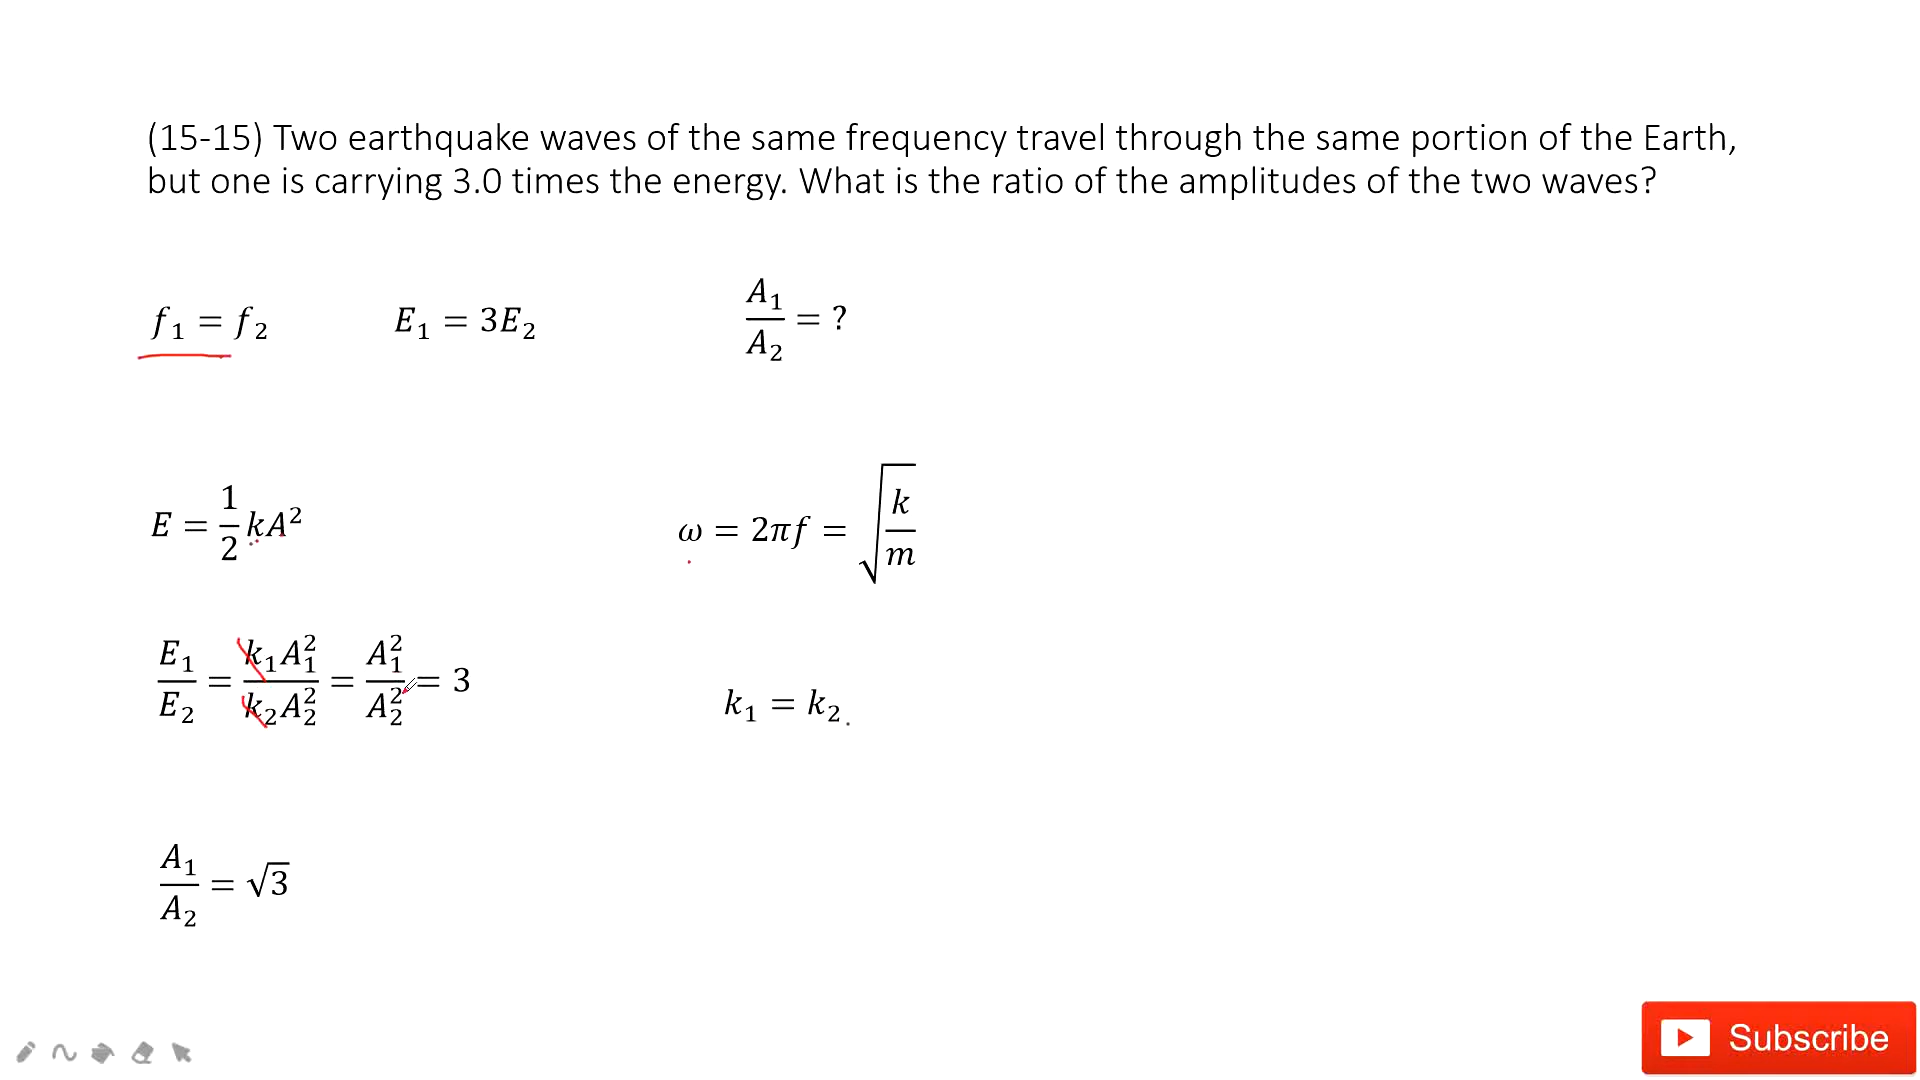 (15-15) Two earthquake waves of the same frequency travel through the same portion of the Earth,
but one is carrying 3.0 times the energy. What is the ratio of the amplitudes of the two waves?
f₁ = f₂    E₁ = 3E₂    A₁/A₂ = ?
E = 1/2 kA²    ω = 2πf = √(k/m)
E₁/E₂ = k₁A₁²/k₂A₂² = A₁²/A₂² = 3    k₁ = k₂
A₁/A₂ = √3
Subscribe